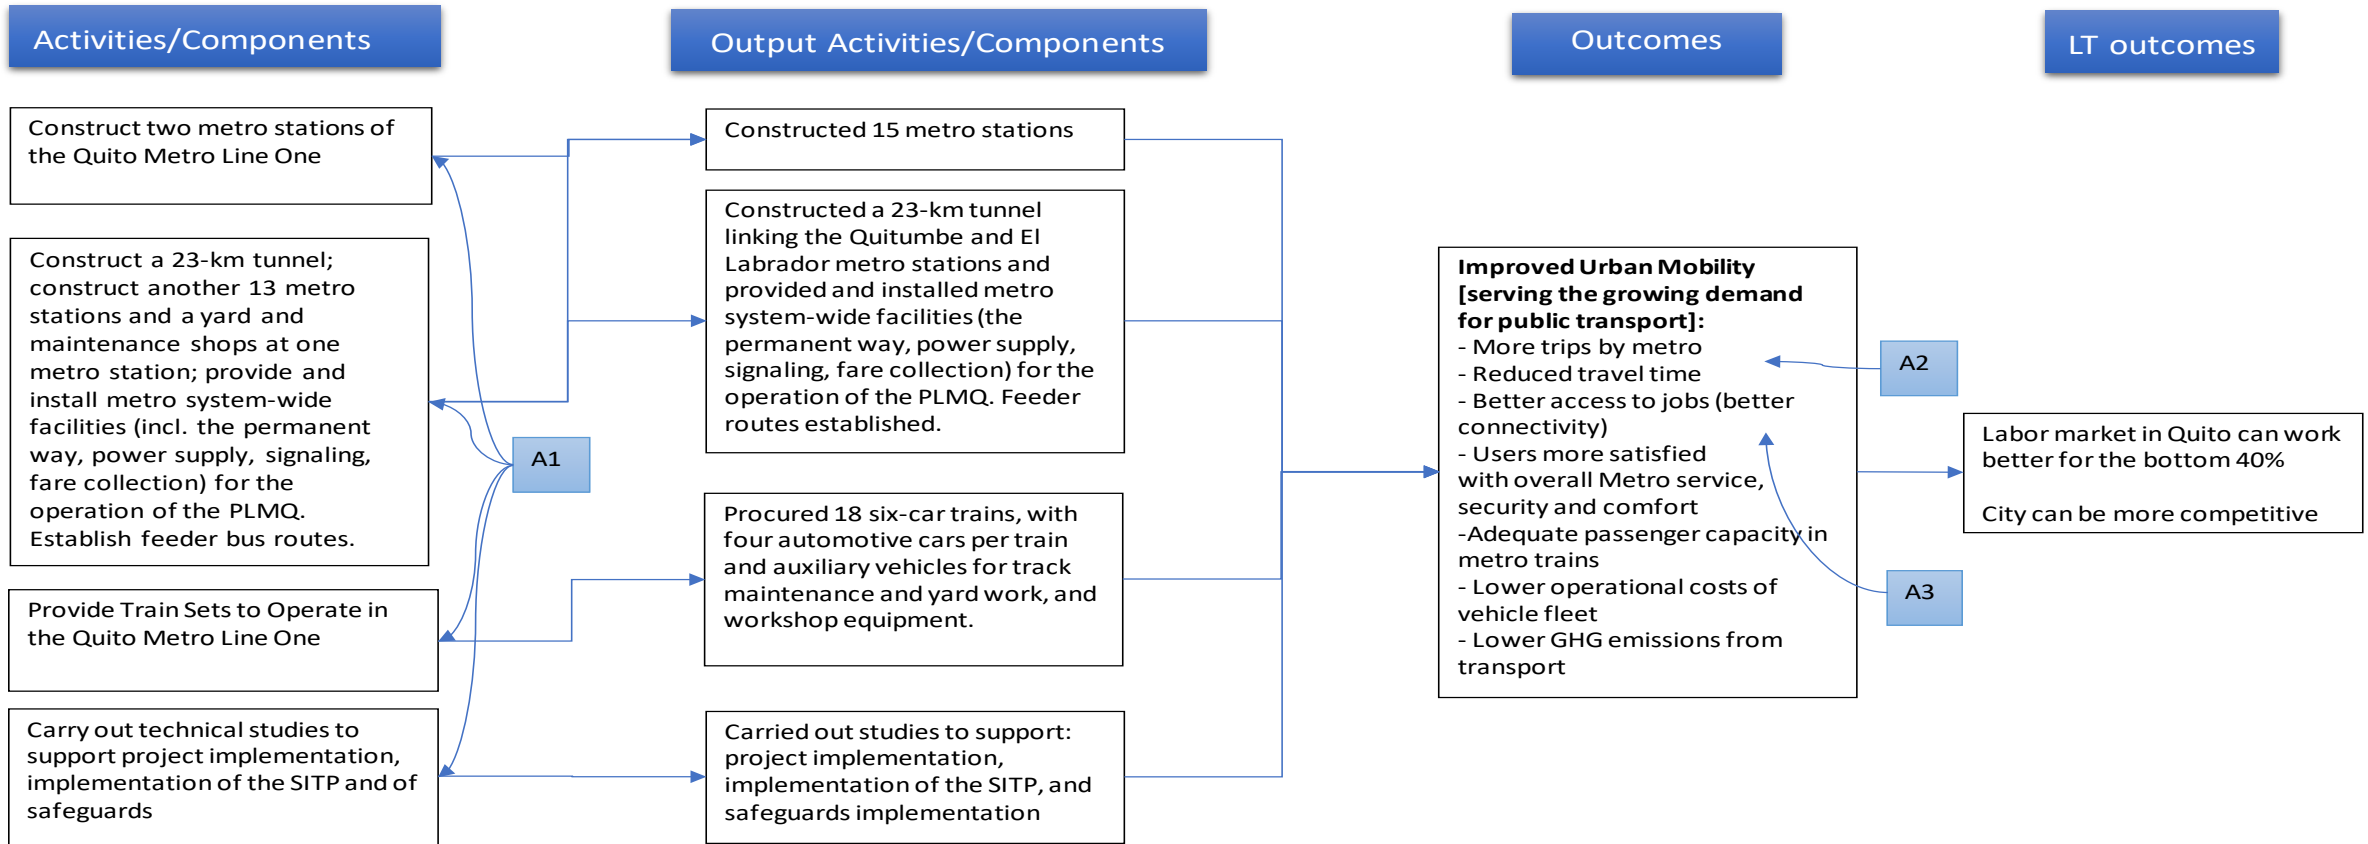 Activities/Components
Output Activities/Components
Outcomes
LT outcomes
Construct two metro stations of
the Quito Metro Line One
Construct a 23-km tunnel;
construct another 13 metro
stations and a yard and
maintenance shops at one
metro station; provide and
install metro system-wide
facilities (incl. the permanent
way, power supply, signaling,
fare collection) for the
operation of the PLMQ.
Establish feeder bus routes.
Provide Train Sets to Operate in
the Quito Metro Line One
Carry out technical studies to
support project implementation,
implementation of the SITP and of
safeguards
A1
Constructed 15 metro stations
Constructed a 23-km tunnel
linking the Quitumbe and El
Labrador metro stations and
provided and installed metro
system-wide facilities (the
permanent way, power supply,
signaling, fare collection) for the
operation of the PLMQ. Feeder
routes established.
Procured 18 six-car trains, with
four automotive cars per train
and auxiliary vehicles for track
maintenance and yard work, and
workshop equipment.
Carried out studies to support:
project implementation,
implementation of the SITP, and
safeguards implementation
Improved Urban Mobility
[serving the growing demand
for public transport]:
- More trips by metro
- Reduced travel time
- Better access to jobs (better
connectivity)
- Users more satisfied
with overall Metro service,
security and comfort
-Adequate passenger capacity in
metro trains
- Lower operational costs of
vehicle fleet
- Lower GHG emissions from
transport
A2
A3
Labor market in Quito can work
better for the bottom 40%
City can be more competitive